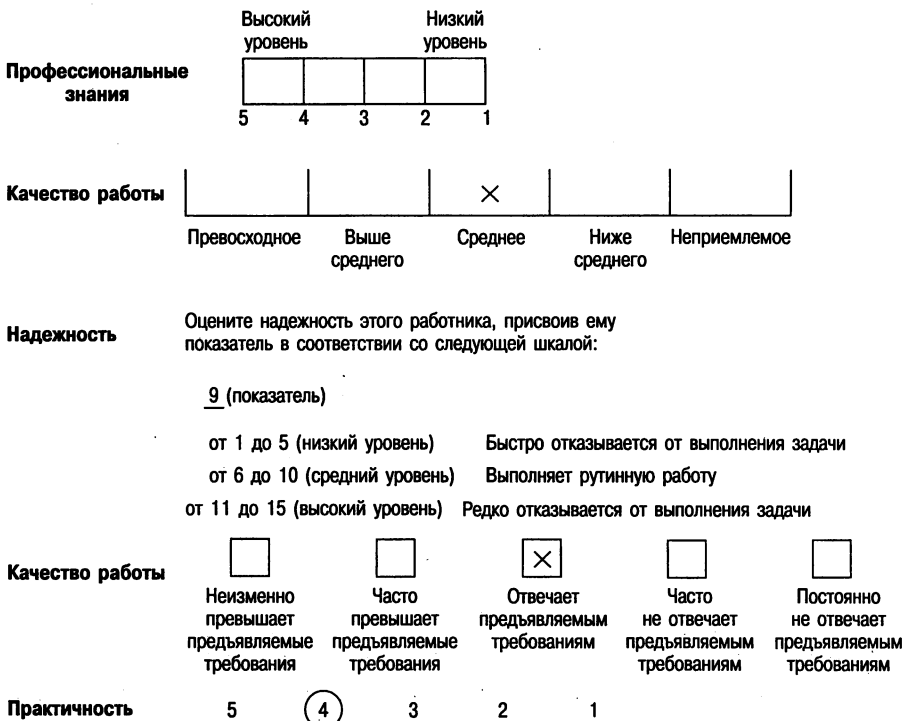 Высокий уровень Низкий уровень
Профессиональные знания
5 4 3 2 1
Качество работы ×
Превосходное Выше среднего Среднее Ниже среднего Неприемлемое
Надежность
Оцените надежность этого работника, присвоив ему
показатель в соответствии со следующей шкалой:
9 (показатель)
от 1 до 5 (низкий уровень) Быстро отказывается от выполнения задачи
от 6 до 10 (средний уровень) Выполняет рутинную работу
от 11 до 15 (высокий уровень) Редко отказывается от выполнения задачи
Качество работы ×
Неизменно превышает предъявляемые требования
Часто превышает предъявляемые требования
Отвечает предъявляемым требованиям
Часто не отвечает предъявляемым требованиям
Постоянно не отвечает предъявляемым требованиям
Практичность 5 4 3 2 1